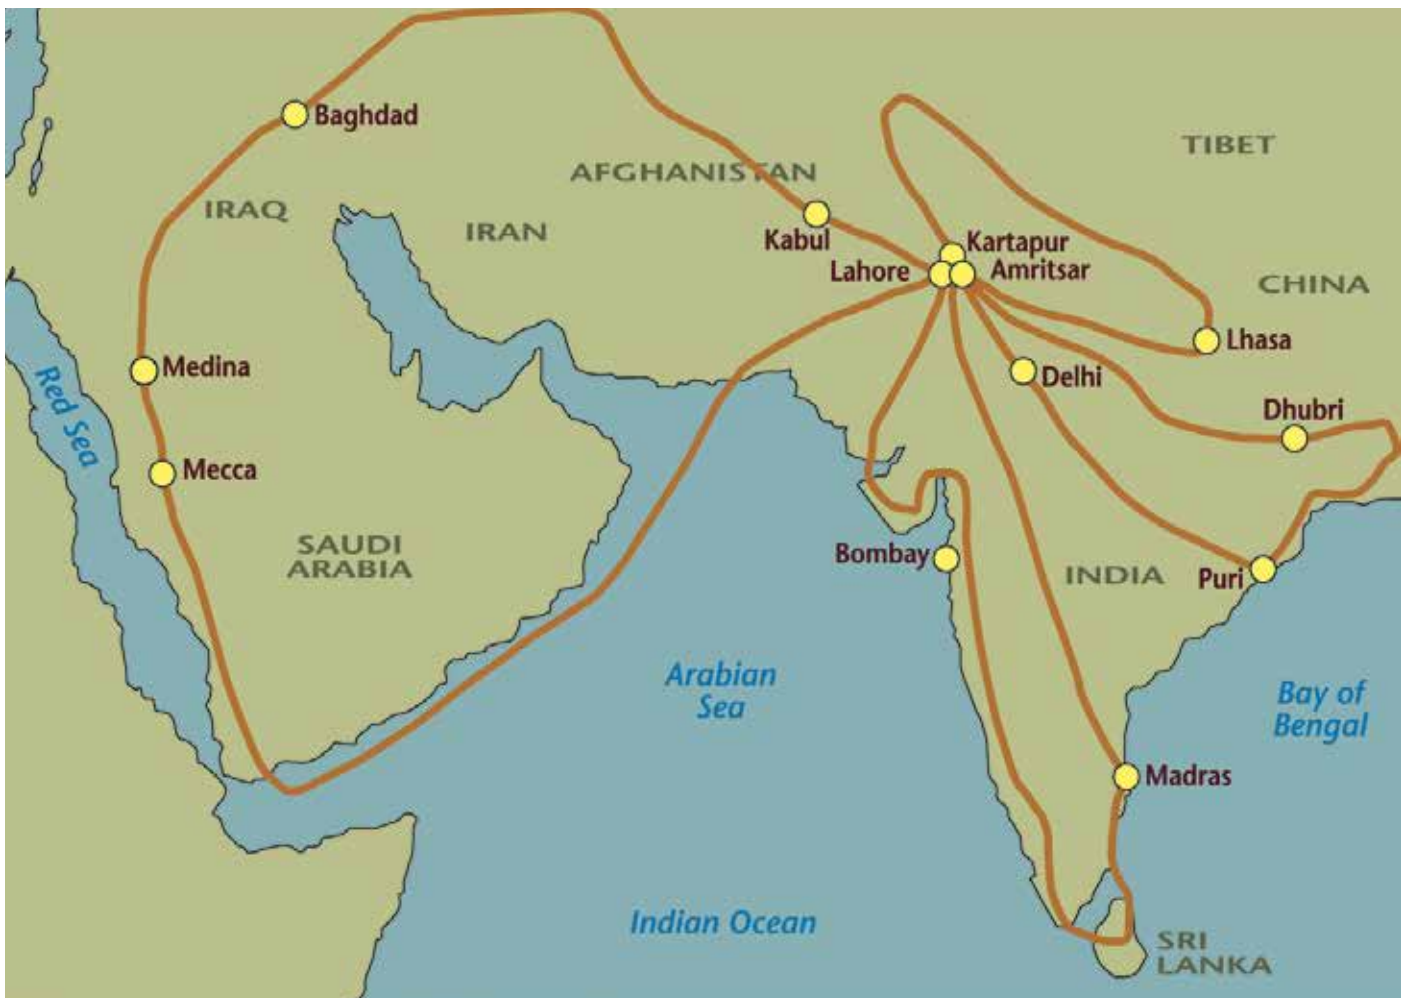 Baghdad
TIBET
AFGHANISTAN
IRAQ
IRAN
Kabul
Kartapur
Lahore
Amritsar
CHINA
Lhasa
Medina
Delhi
Red Sea
Dhubri
Mecca
SAUDI
ARABIA
Bombay
INDIA
Puri
Arabian
Sea
Bay of
Bengal
Madras
Indian Ocean
SRI
LANKA